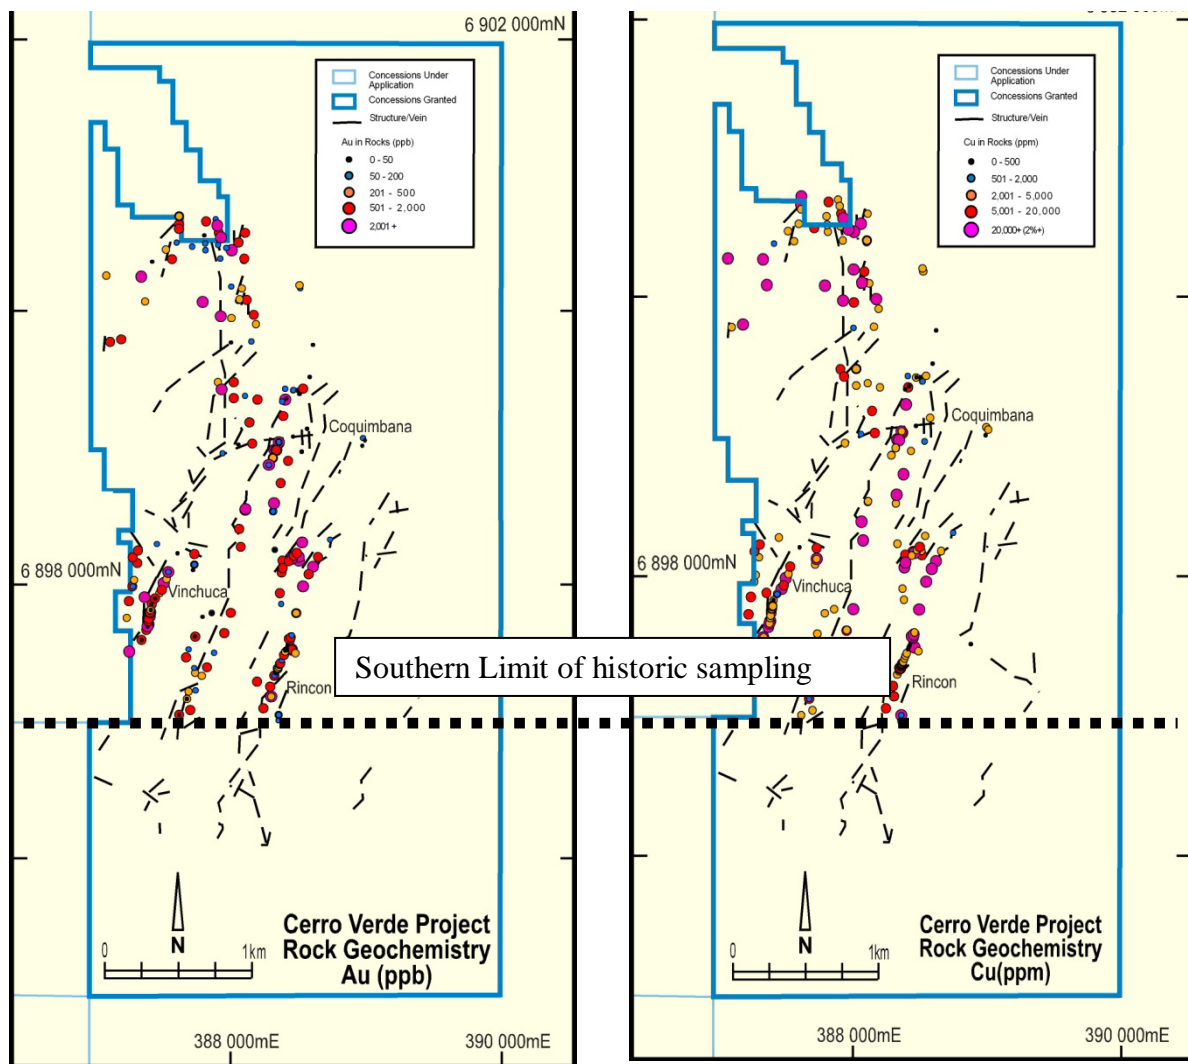 6 902 000mN
Concessions Under
Application
Concessions Granted
Structure/Vein
Au in Rocks (ppb)
0 - 50
50 - 200
201 - 500
501 - 2,000
2,001 +
Coquimbana
6 898 000mN
Vinchuca
Rincon
Cerro Verde Project
Rock Geochemistry
Au (ppb)
0
1km
N
388 000mE
390 000mE
Concessions Under
Application
Concessions Granted
Structure/Vein
Cu in Rocks (ppm)
0 - 500
501 - 2,000
2,001 - 5,000
5,001 - 20,000
20,000+ (2%+)
Coquimbana
6 898 000mN
Vinchuca
Rincon
Cerro Verde Project
Rock Geochemistry
Cu(ppm)
0
1km
N
388 000mE
390 000mE
Southern Limit of historic sampling